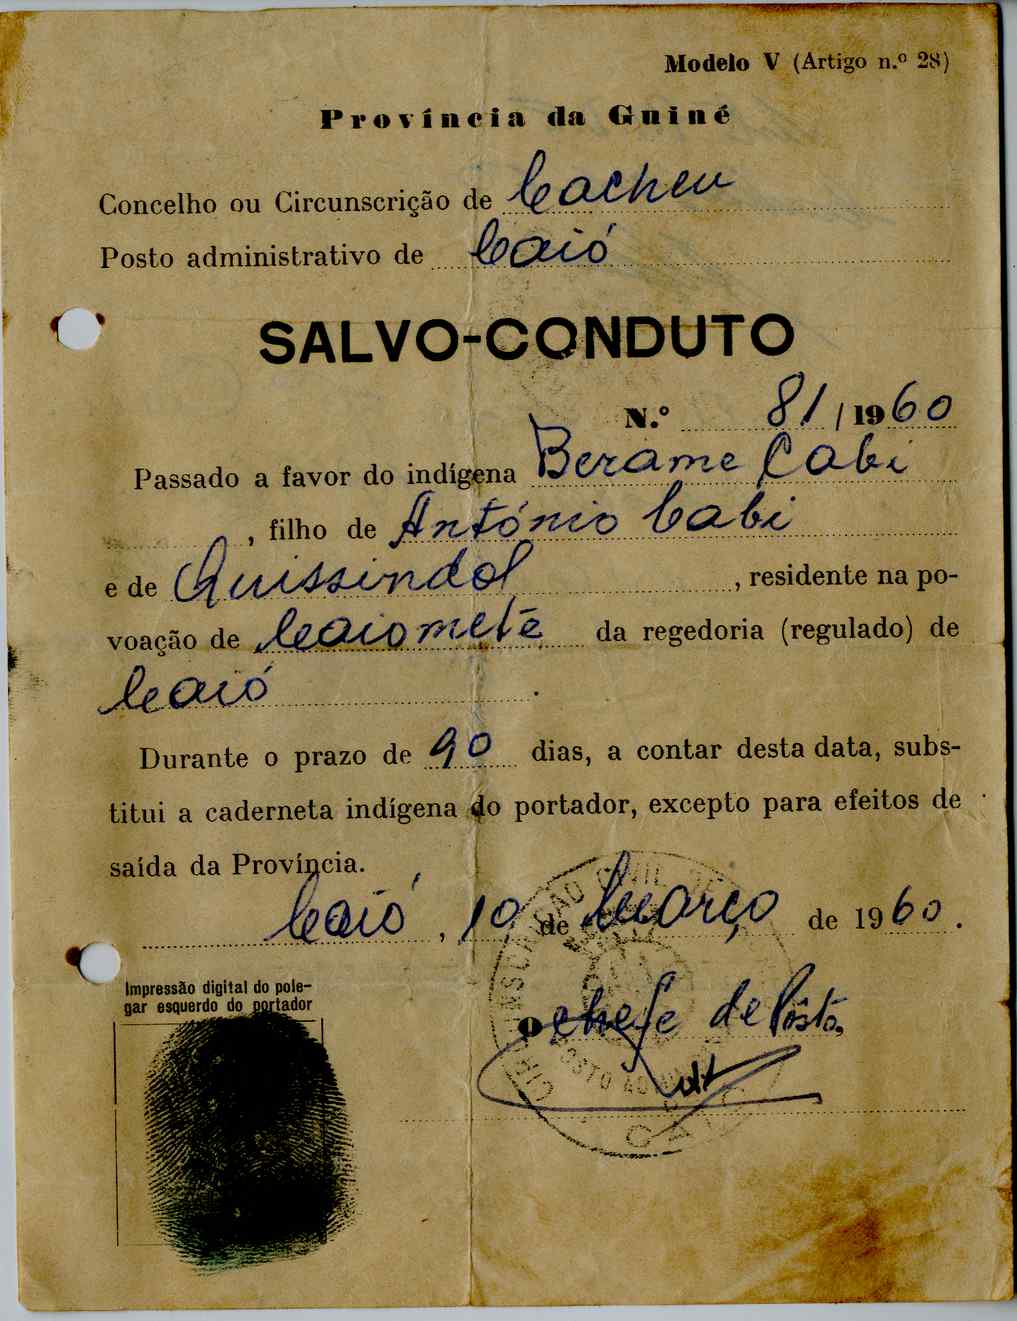 Modelo V (Artigo n.º 28)
Província da Guiné
Concelho ou Circunscrição de Cacheu
Posto administrativo de Caió
SALVO-CONDUTO
N.º 81/1960
Passado a favor do indígena Berame Cabi
, filho de António Cabi
e de Quissindol, residente na po-
voação de Caiometē da regedoria (regulado) de
Caió.
Durante o prazo de 90 dias, a contar desta data, subs-
titui a caderneta indígena do portador, excepto para efeitos de
saída da Província.
Caió, 10 de Março de 1960.
Impressão digital do pole-
gar esquerdo do portador
O chefe de Pôsto,